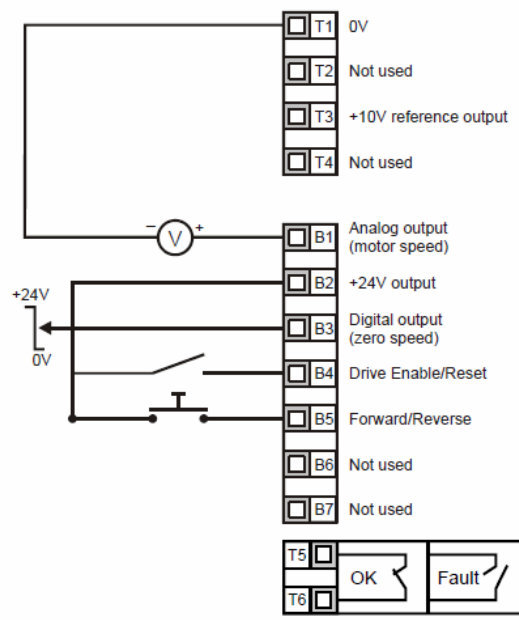 T1 0V
T2 Not used
T3 +10V reference output
T4 Not used
− V +
B1 Analog output
(motor speed)
B2 +24V output
+24V
B3 Digital output
(zero speed)
0V
B4 Drive Enable/Reset
B5 Forward/Reverse
B6 Not used
B7 Not used
T5
OK
Fault
T6